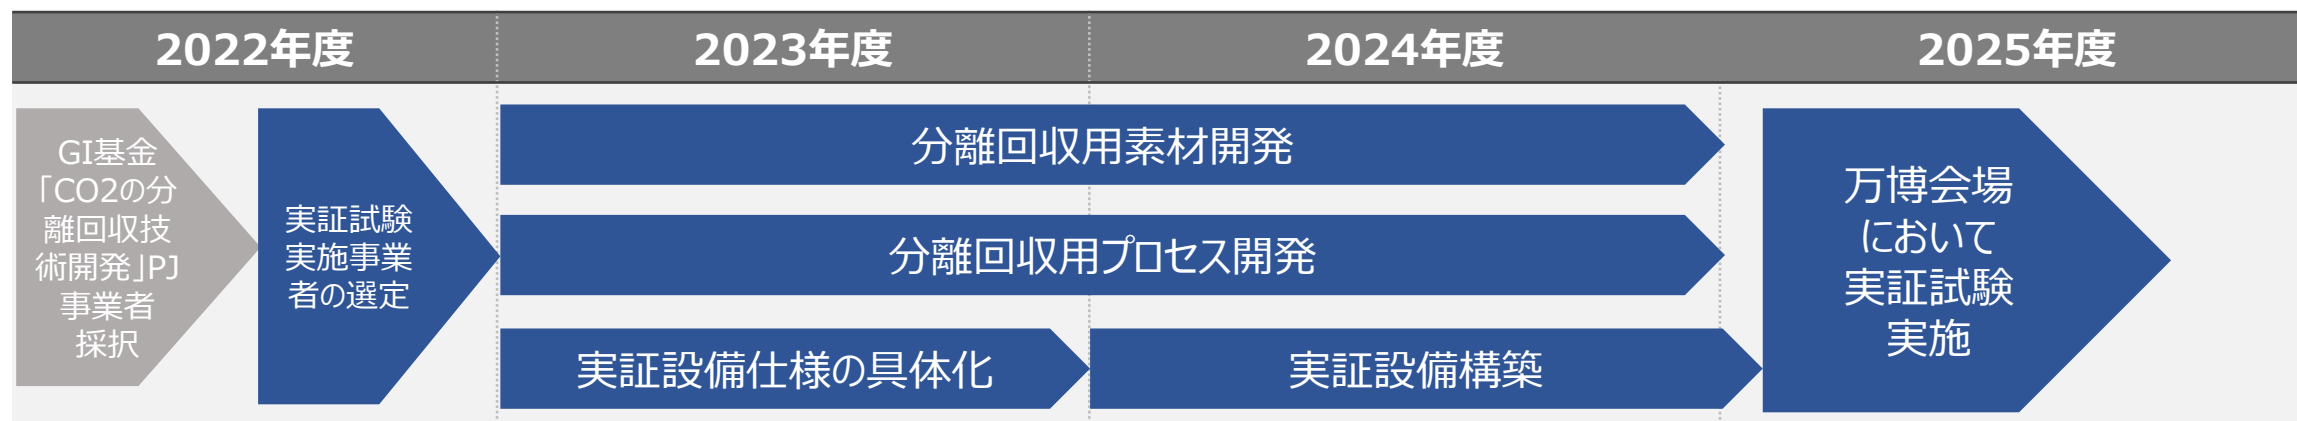 2022年度
2023年度
2024年度
2025年度
GI基金
「CO2の分
離回収技
術開発」PJ
事業者
採択
実証試験
実施事業
者の選定
分離回収用素材開発
分離回収用プロセス開発
実証設備仕様の具体化
実証設備構築
万博会場
において
実証試験
実施